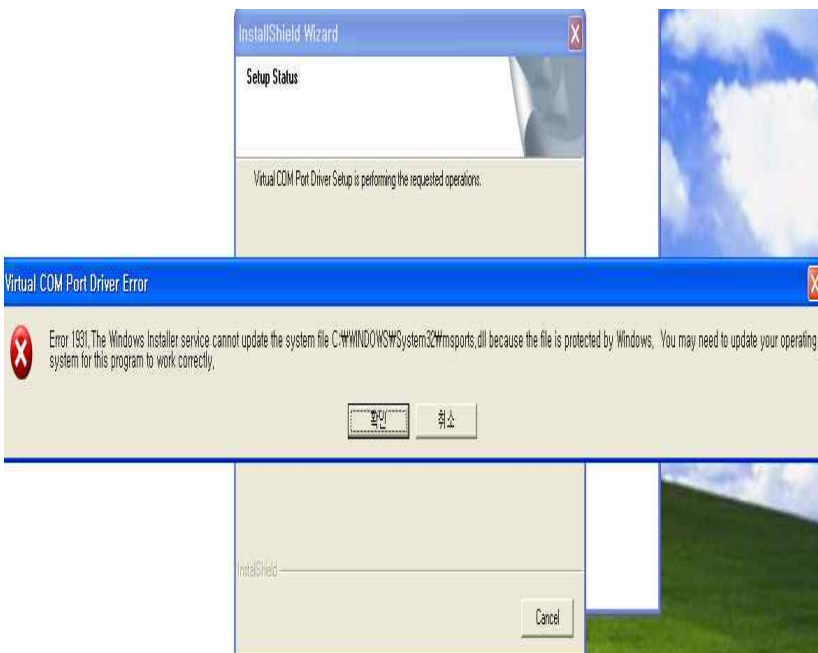 InstallShield Wizard
Setup Status
Virtual COM Port Driver Setup is performing the requested operations.
Virtual COM Port Driver Error
Error 1931,The Windows Installer service cannot update the system file C:₩WINDOWS₩System32₩msports,dll because the file is protected by Windows, You may need to update your operating
system for this program to work correctly,
확인
취소
InstallShield
Cancel